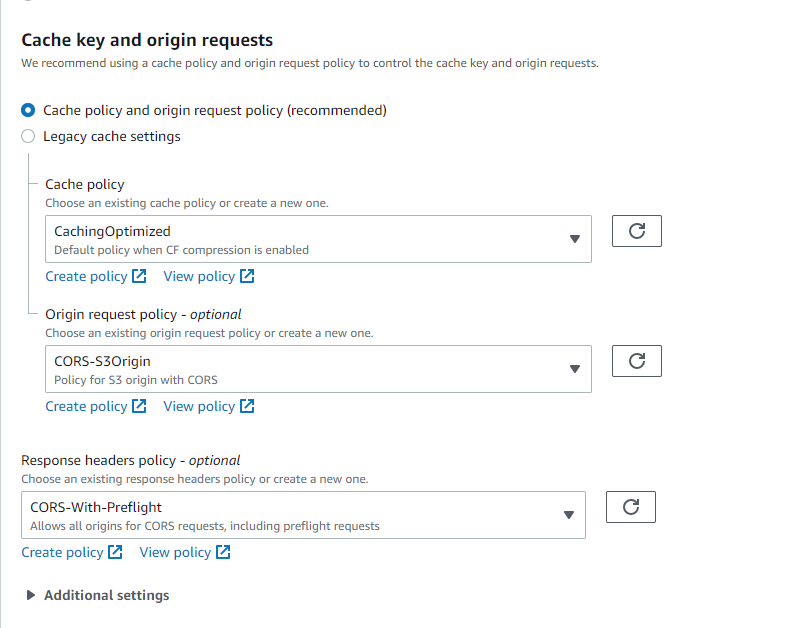 Cache key and origin requests
We recommend using a cache policy and origin request policy to control the cache key and origin requests.
Cache policy and origin request policy (recommended)
Legacy cache settings
Cache policy
Choose an existing cache policy or create a new one.
CachingOptimized
Default policy when CF compression is enabled
Create policy View policy
Origin request policy - optional
Choose an existing origin request policy or create a new one.
CORS-S3Origin
Policy for S3 origin with CORS
Create policy View policy
Response headers policy - optional
Choose an existing response headers policy or create a new one.
CORS-With-Preflight
Allows all origins for CORS requests, including preflight requests
Create policy View policy
Additional settings